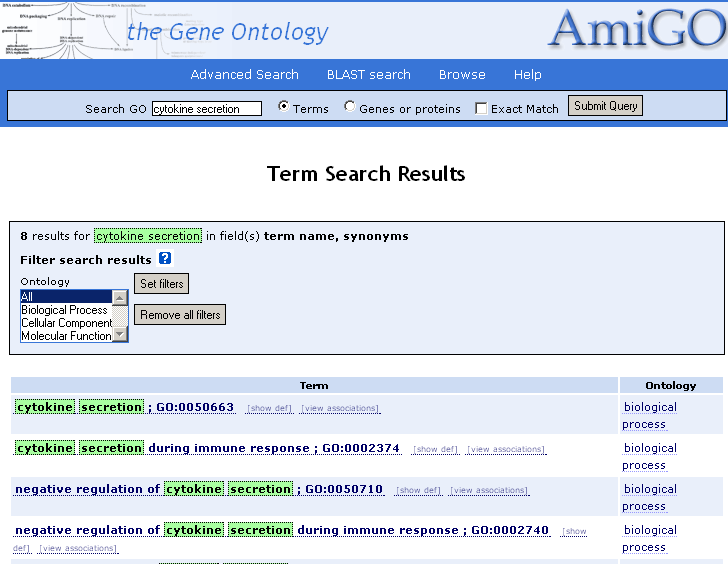 the Gene Ontology
AmiGO
Advanced Search BLAST search Browse Help
Search GO cytokine secretion Terms Genes or proteins Exact Match Submit Query
Term Search Results
8 results for cytokine secretion in field(s) term name, synonyms
Filter search results ?
Ontology
All
Biological Process
Cellular Component
Molecular Function
Set filters
Remove all filters
Term Ontology
cytokine secretion ; GO:0050663 [show def] [view associations] biological
process
cytokine secretion during immune response ; GO:0002374 [show def] [view associations] biological
process
negative regulation of cytokine secretion ; GO:0050710 [show def] [view associations] biological
process
negative regulation of cytokine secretion during immune response ; GO:0002740 [show biological
def] [view associations] process